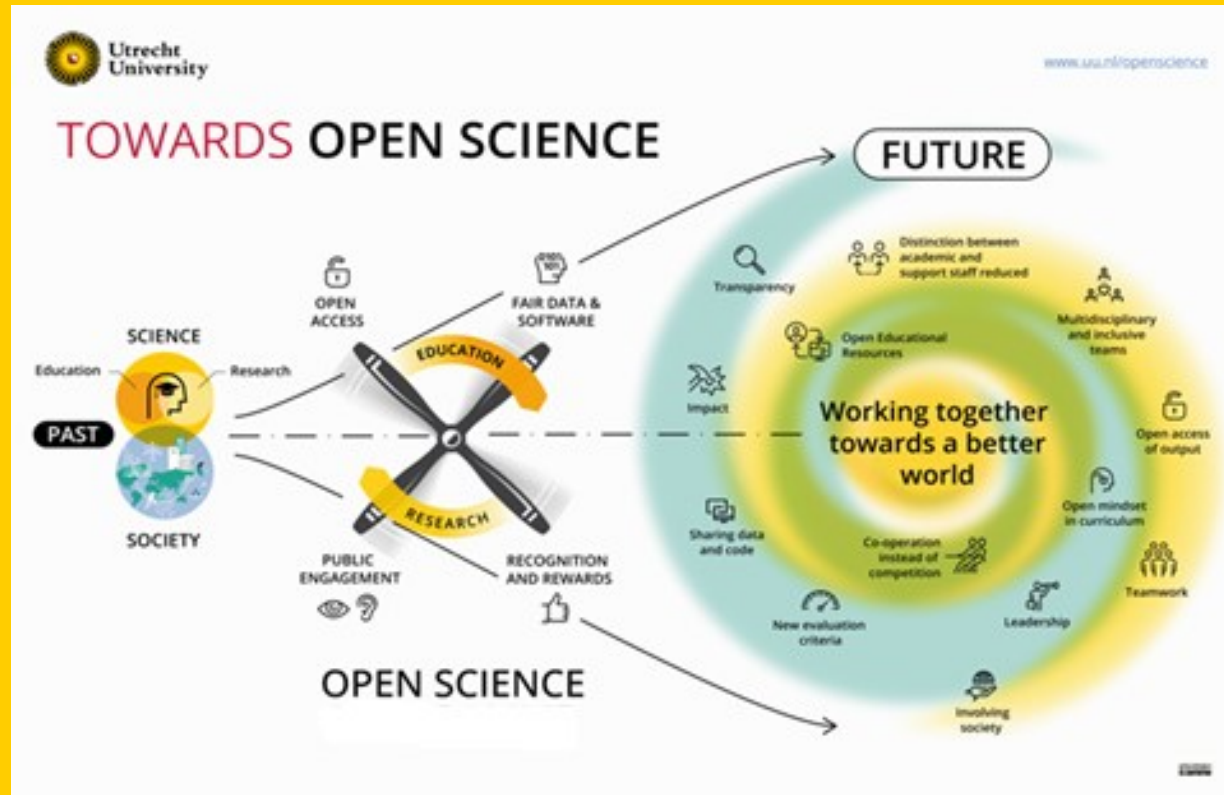 Utrecht
University
www.uu.nl/openscience
TOWARDS OPEN SCIENCE
FUTURE
OPEN
ACCESS
FAIR DATA &
SOFTWARE
SCIENCE
Education
Research
PAST
SOCIETY
EDUCATION
RESEARCH
PUBLIC
ENGAGEMENT
RECOGNITION
AND REWARDS
OPEN SCIENCE
Transparency
Distinction between
academic and
support staff reduced
Multidisciplinary
and inclusive
teams
Open Educational
Resources
Impact
Working together
towards a better
world
Open access
of output
Open mindset
in curriculum
Sharing data
and code
Co-operation
instead of
competition
Teamwork
New evaluation
criteria
Leadership
Involving
society